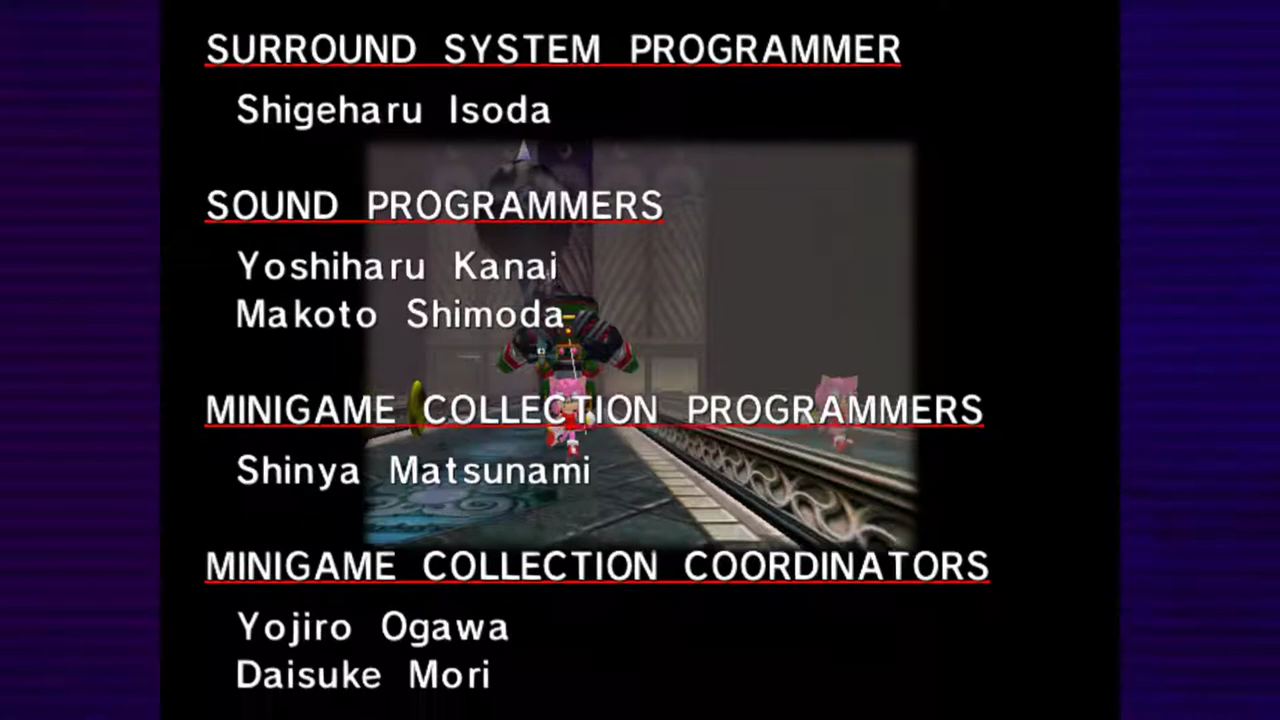 SURROUND SYSTEM PROGRAMMER
Shigeharu Isoda
SOUND PROGRAMMERS
Yoshiharu Kanai
Makoto Shimoda
MINIGAME COLLECTION PROGRAMMERS
Shinya Matsunami
MINIGAME COLLECTION COORDINATORS
Yojiro Ogawa
Daisuke Mori